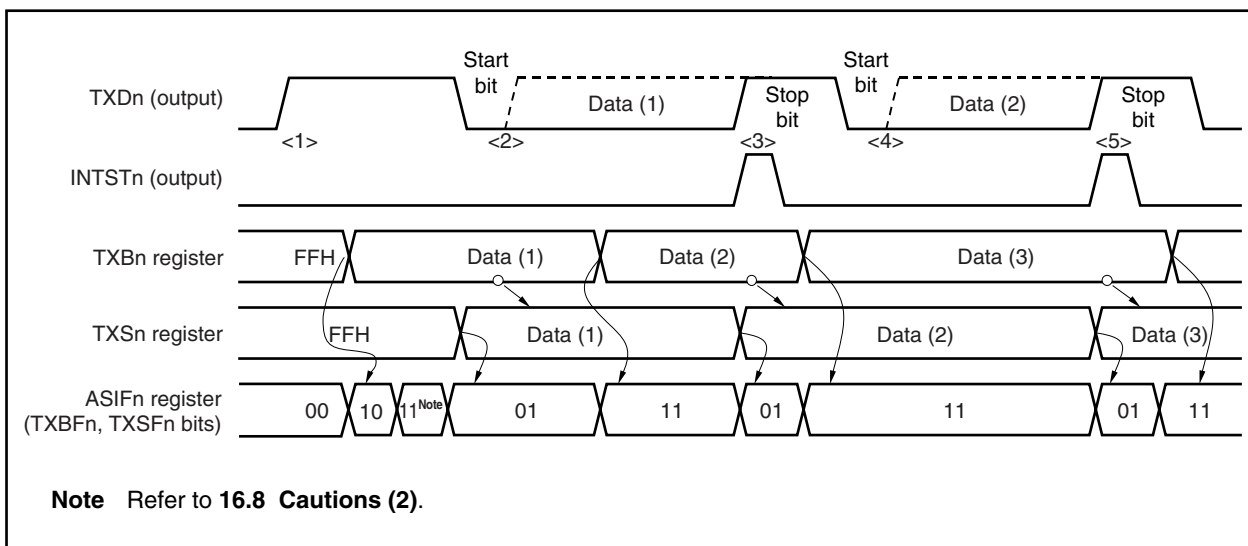 Start bit
Start bit
TXDn (output)
Data (1)
Stop bit
Data (2)
Stop bit
<1>
<2>
<3>
<4>
<5>
INTSTn (output)
TXBn register
FFH
Data (1)
Data (2)
Data (3)
TXSn register
FFH
Data (1)
Data (2)
Data (3)
ASIFn register
(TXBFn, TXSFn bits)
00
10
11Note
01
11
01
11
01
11
Note Refer to 16.8 Cautions (2).